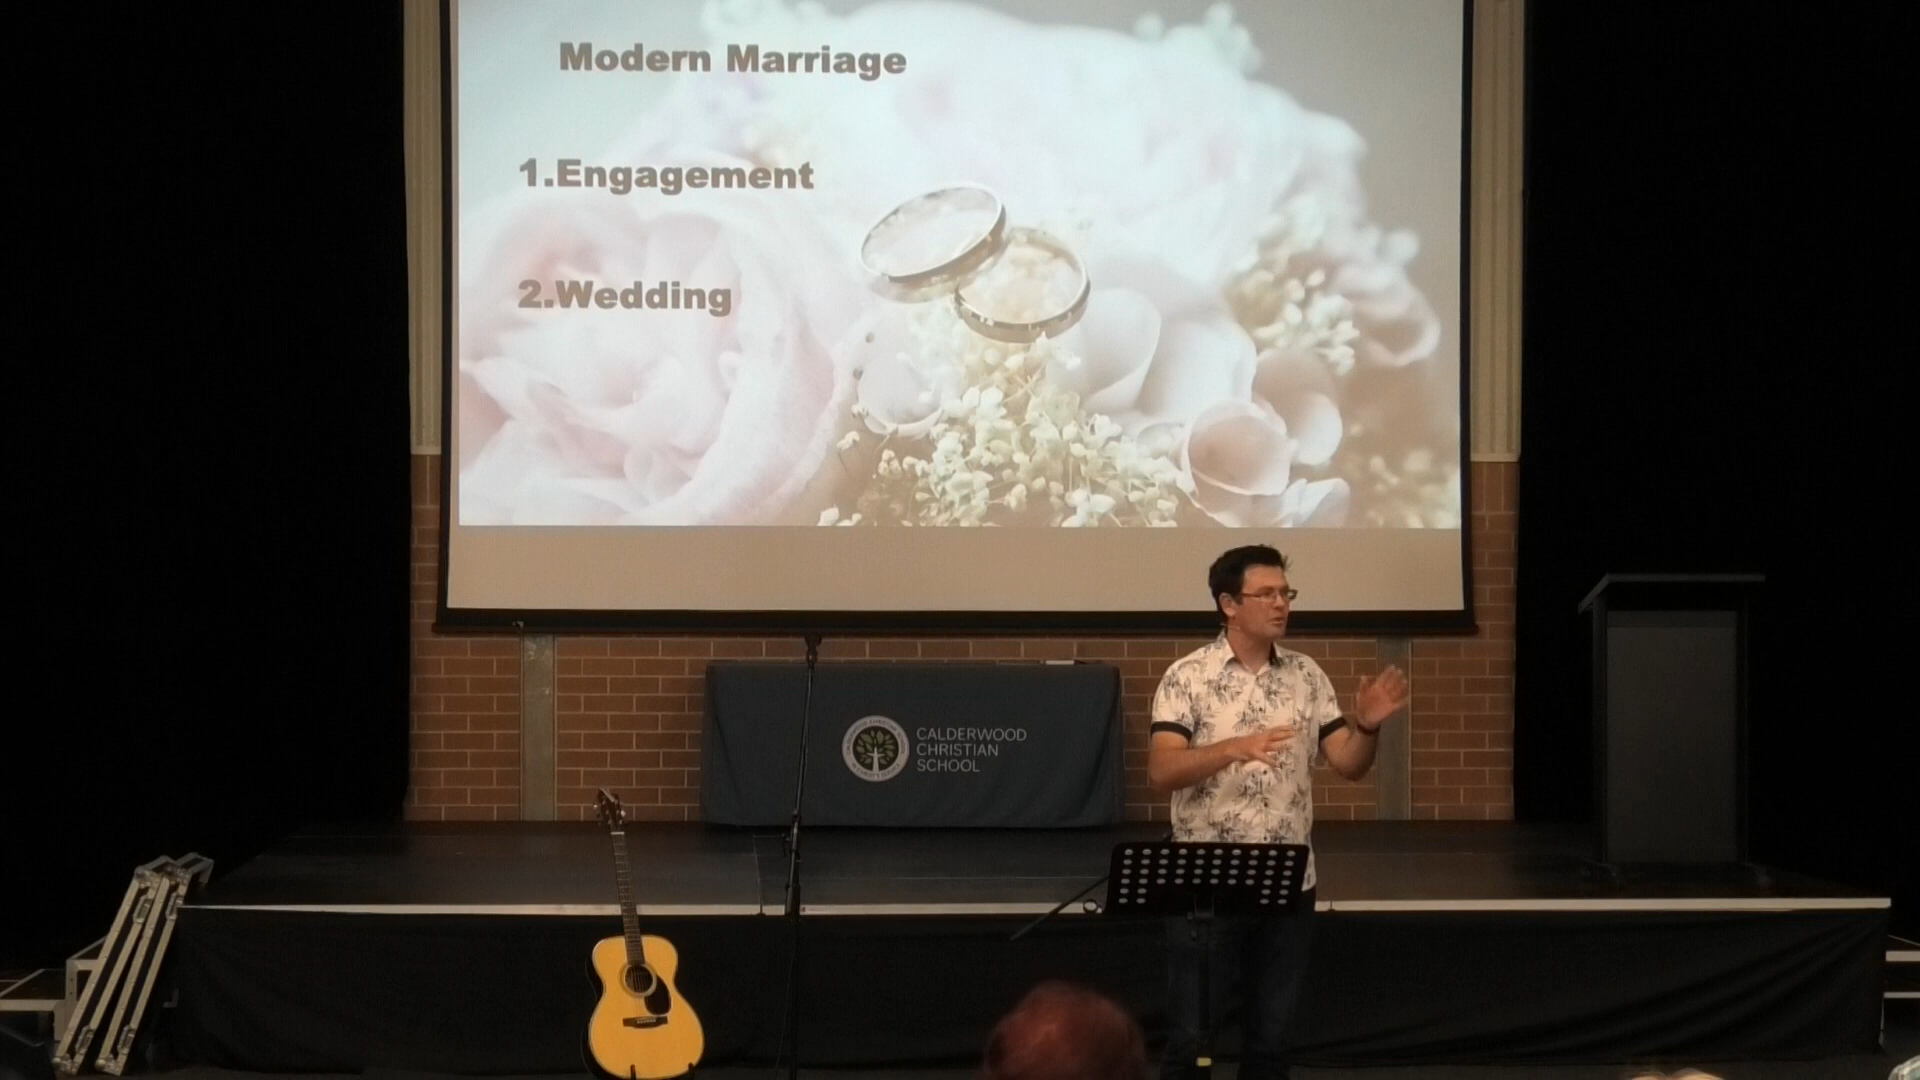 Modern Marriage
1.Engagement
2.Wedding
CALDERWOOD
CHRISTIAN
SCHOOL